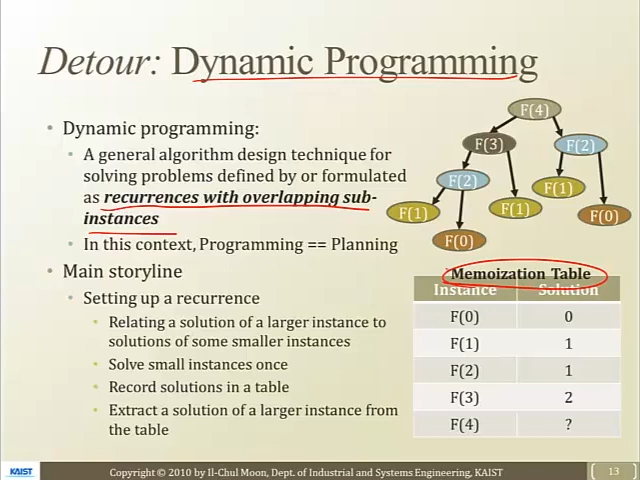 Detour: Dynamic Programming
• Dynamic programming:
• A general algorithm design technique for
solving problems defined by or formulated
as recurrences with overlapping sub-
instances
• In this context, Programming == Planning
• Main storyline
• Setting up a recurrence
• Relating a solution of a larger instance to
solutions of some smaller instances
• Solve small instances once
• Record solutions in a table
• Extract a solution of a larger instance from
the table
F(4)
F(3) F(2)
F(2) F(1)
F(1) F(1) F(0)
F(0)
Memoization Table
Instance Solution
F(0) 0
F(1) 1
F(2) 1
F(3) 2
F(4) ?
KAIST Copyright © 2010 by Il-Chul Moon, Dept. of Industrial and Systems Engineering, KAIST 13